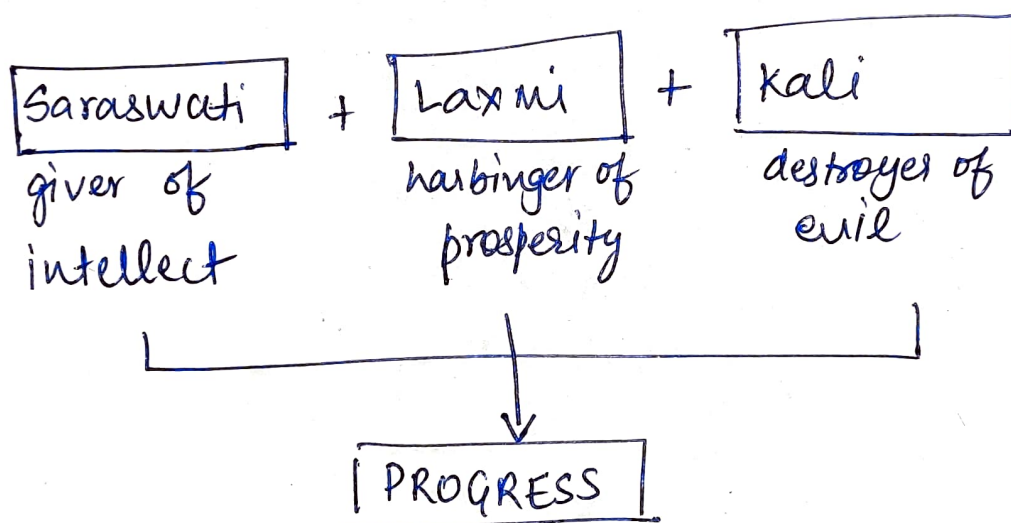 Saraswati + Laxmi + Kali
giver of
intellect
harbinger of
prosperity
destroyer of
evil
PROGRESS